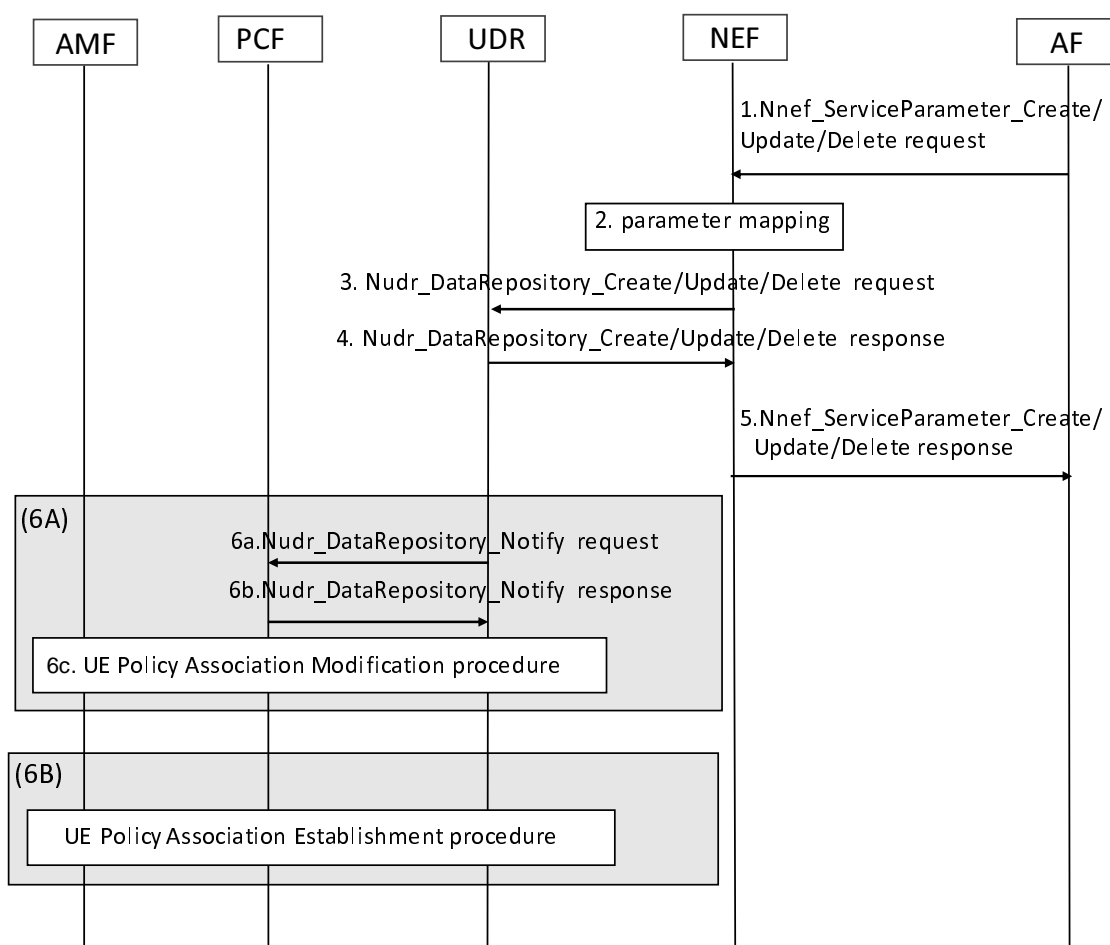 AMF
PCF
UDR
NEF
AF
1.Nnef_ServiceParameter_Create/
Update/Delete request
2. parameter mapping
3. Nudr_DataRepository_Create/Update/Delete request
4. Nudr_DataRepository_Create/Update/Delete response
5.Nnef_ServiceParameter_Create/
Update/Delete response
(6A)
6a.Nudr_DataRepository_Notify request
6b.Nudr_DataRepository_Notify response
6c. UE Policy Association Modification procedure
(6B)
UE Policy Association Establishment procedure